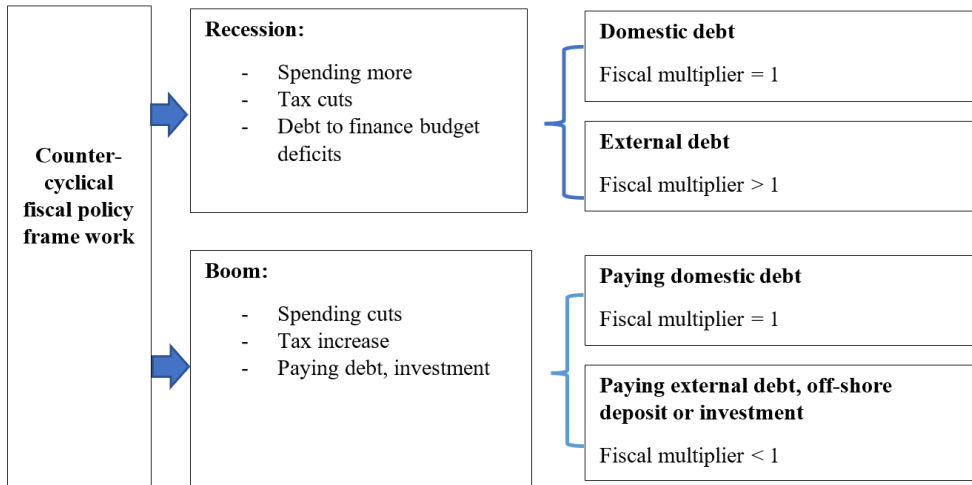 Counter-
cyclical
fiscal policy
frame work
Recession:
- Spending more
- Tax cuts
- Debt to finance budget
deficits
Domestic debt
Fiscal multiplier = 1
External debt
Fiscal multiplier > 1
Boom:
- Spending cuts
- Tax increase
- Paying debt, investment
Paying domestic debt
Fiscal multiplier = 1
Paying external debt, off-shore
deposit or investment
Fiscal multiplier < 1